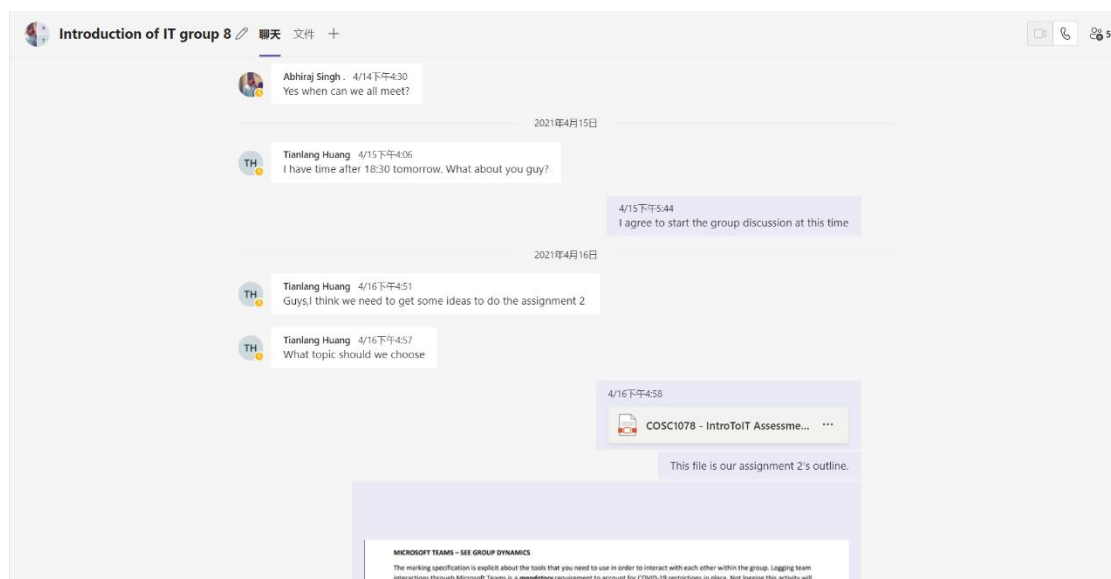 Introduction of IT group 8 聊天 文件
5
Abhiraj Singh . 4/14下午4:30
Yes when can we all meet?
2021年4月15日
TH
Tianlang Huang 4/15下午4:06
I have time after 18:30 tomorrow. What about you guy?
4/15下午5:44
I agree to start the group discussion at this time
2021年4月16日
TH
Tianlang Huang 4/16下午4:51
Guys,I think we need to get some ideas to do the assignment 2
TH
Tianlang Huang 4/16下午4:57
What topic should we choose
4/16下午4:58
COSC1078 - IntroToIT Assessme... ...
This file is our assignment 2's outline.
MICROSOFT TEAMS – SEE GROUP DYNAMICS
The marking specification is explicit about the tools that you need to use in order to interact with each other within the group. Logging team
interactions through Microsoft Teams is a mandatory requirement to account for COVID-19 restrictions in place. Not logging this activity will